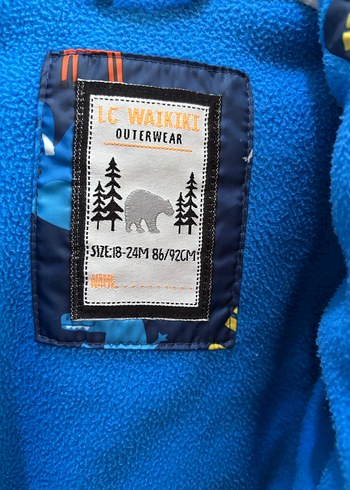 LC WAIKIKI
OUTERWEAR
SIZE:18-24M 86/92CM
NAME: